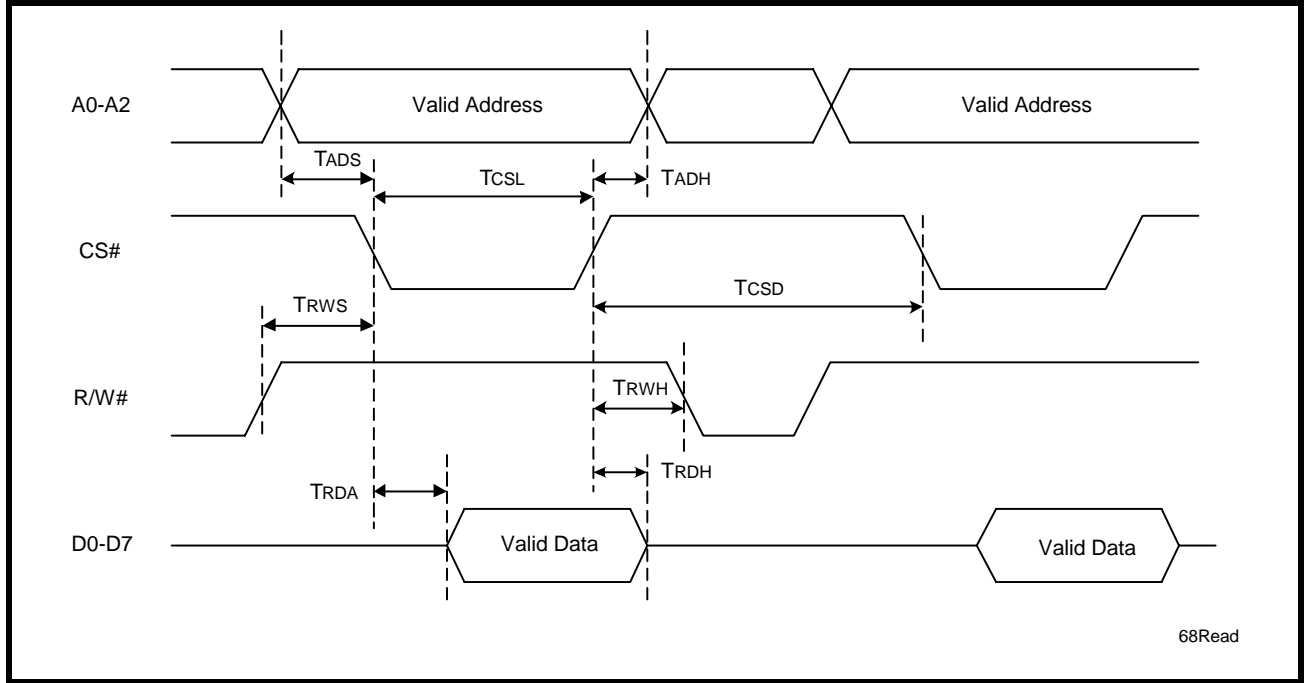 A0-A2
Valid Address
Valid Address
TADS
TCSL
TADH
CS#
TCSD
TRWS
R/W#
TRWH
TRDH
TRDA
D0-D7
Valid Data
Valid Data
68Read